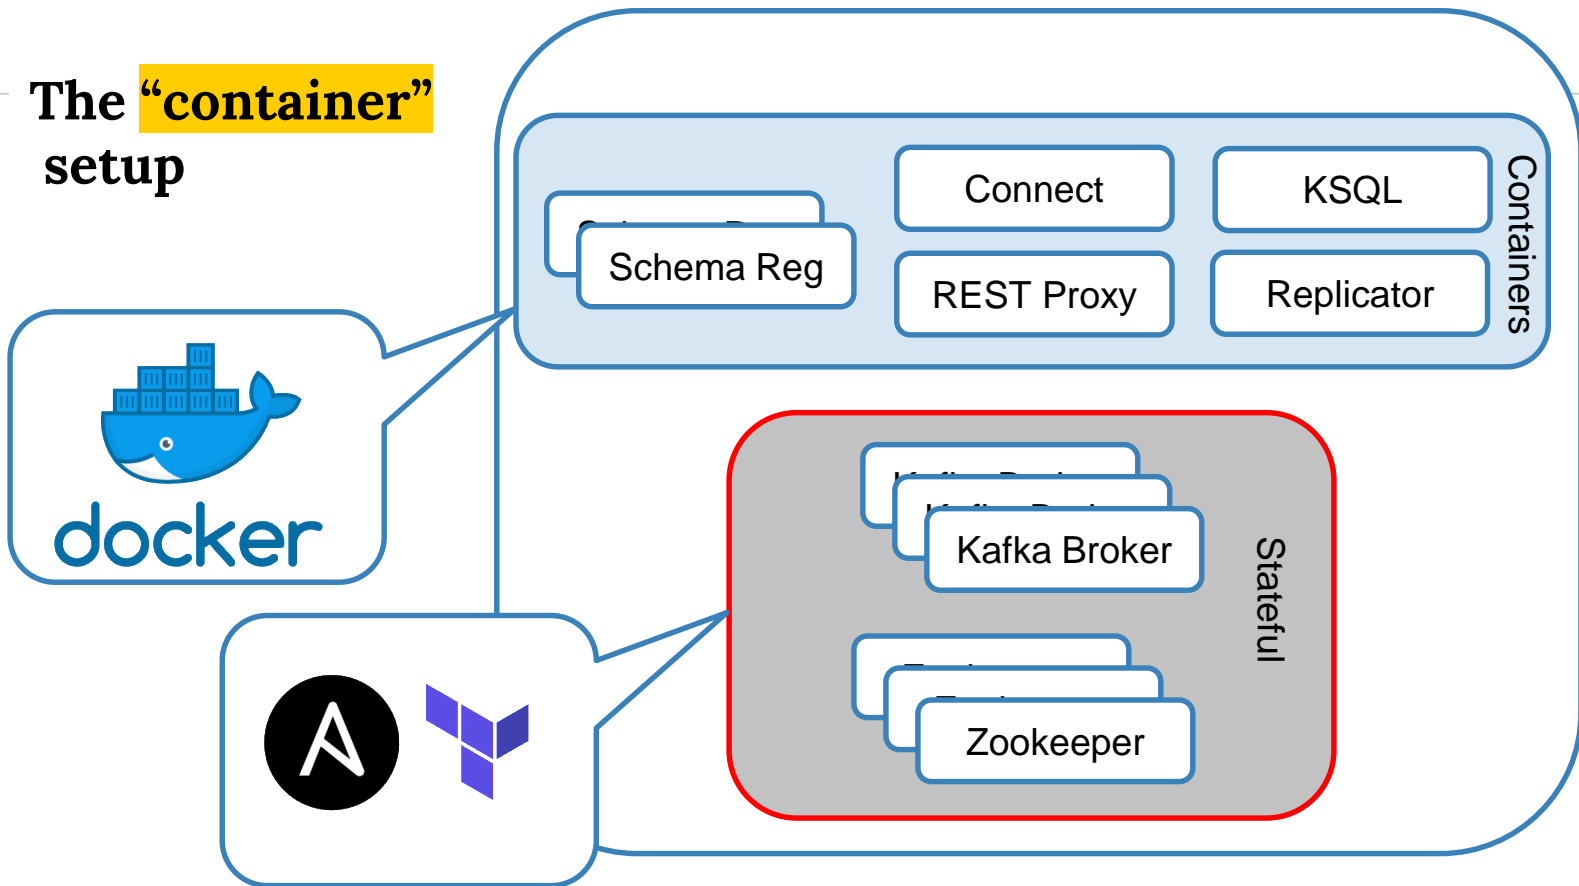 The “container”
setup
Connect
KSQL
Containers
Schema Reg
REST Proxy
Replicator
docker
Kafka Broker
Stateful
Zookeeper